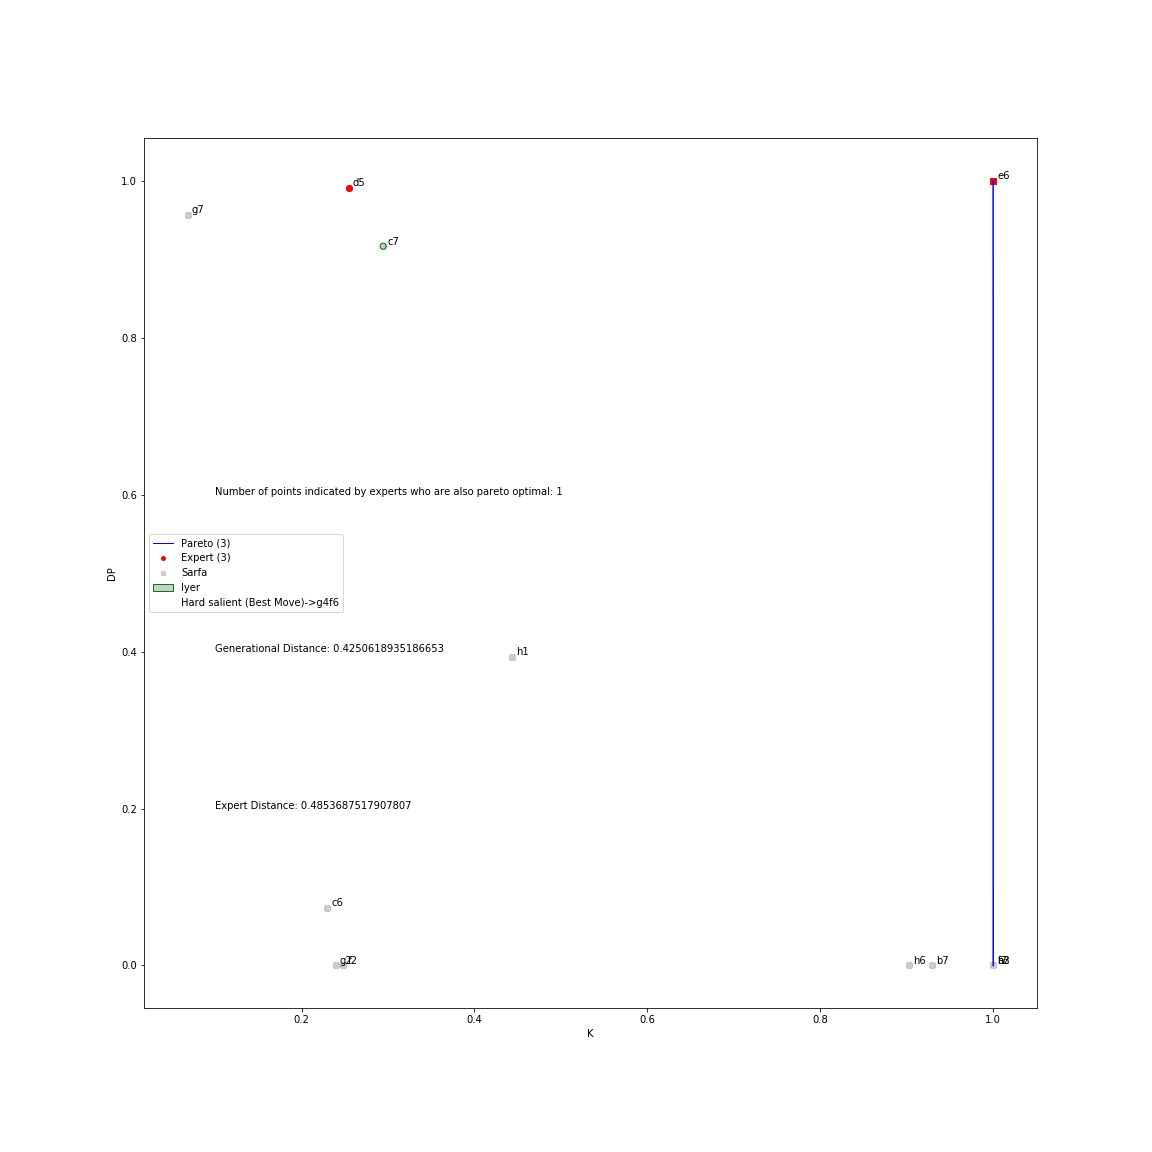 1.0
e6
d5
g7
c7
0.8
Number of points indicated by experts who are also pareto optimal: 1
0.6
Pareto (3)
Expert (3)
Sarfa
Iyer
Hard salient (Best Move)->g4f6
DP
Generational Distance: 0.4250618935186653
h1
0.4
Expert Distance: 0.4853687517907807
0.2
c6
h6
b7
0.0
0.2
0.4
0.6
0.8
1.0
K